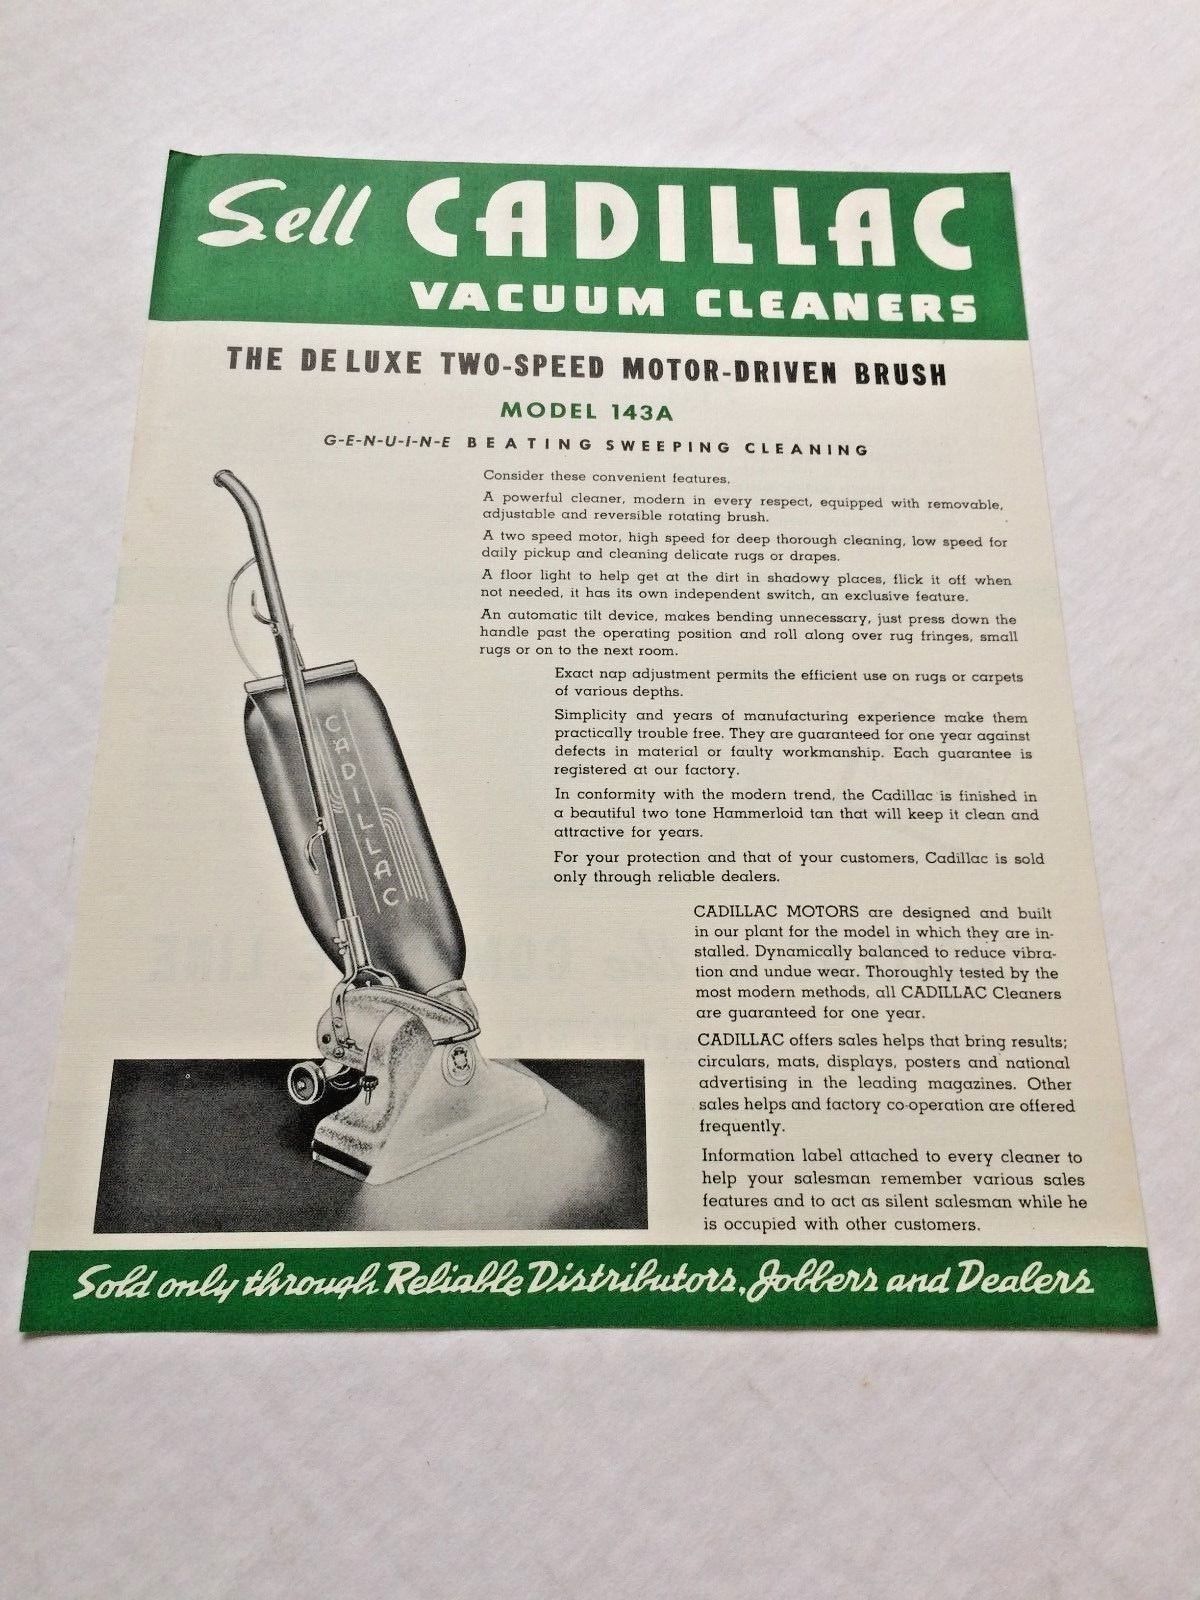 Sell CADILLAC
VACUUM CLEANERS
THE DE LUXE TWO-SPEED MOTOR-DRIVEN BRUSH
MODEL 143A
G-E-N-U-I-N-E BEATING SWEEPING CLEANING
Consider these convenient features.
A powerful cleaner, modern in every respect, equipped with removable,
adjustable and reversible rotating brush.
A two speed motor, high speed for deep thorough cleaning, low speed for
daily pickup and cleaning delicate rugs or drapes.
A floor light to help get at the dirt in shadowy places, flick it off when
not needed, it has its own independent switch, an exclusive feature.
An automatic tilt device, makes bending unnecessary, just press down the
handle past the operating position and roll along over rug fringes, small
rugs or on to the next room.
Exact nap adjustment permits the efficient use on rugs or carpets
of various depths.
Simplicity and years of manufacturing experience make them
practically trouble free. They are guaranteed for one year against
defects in material or faulty workmanship. Each guarantee is
registered at our factory.
In conformity with the modern trend, the Cadillac is finished in
a beautiful two tone Hammerloid tan that will keep it clean and
attractive for years.
For your protection and that of your customers, Cadillac is sold
only through reliable dealers.
CADILLAC
CADILLAC MOTORS are designed and built
in our plant for the model in which they are in-
stalled. Dynamically balanced to reduce vibra-
tion and undue wear. Thoroughly tested by the
most modern methods, all CADILLAC Cleaners
are guaranteed for one year.
CADILLAC offers sales helps that bring results;
circulars, mats, displays, posters and national
advertising in the leading magazines. Other
sales helps and factory co-operation are offered
frequently.
Information label attached to every cleaner to
help your salesman remember various sales
features and to act as silent salesman while he
is occupied with other customers.
Sold only through Reliable Distributors, Jobbers and Dealers